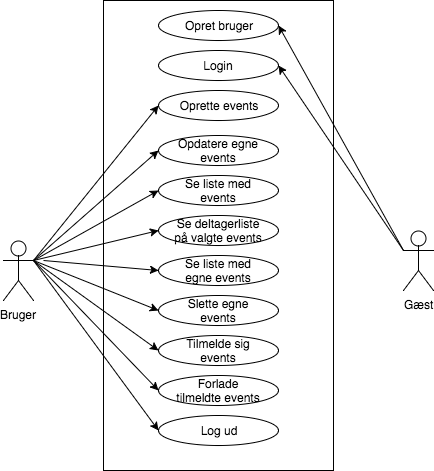 Opret bruger
Login
Oprette events
Opdatere egne
events
Se liste med
events
Se deltagerliste
på valgte events
Se liste med
egne events
Slette egne
events
Tilmelde sig
events
Forlade
tilmeldte events
Log ud
Bruger
Gæst